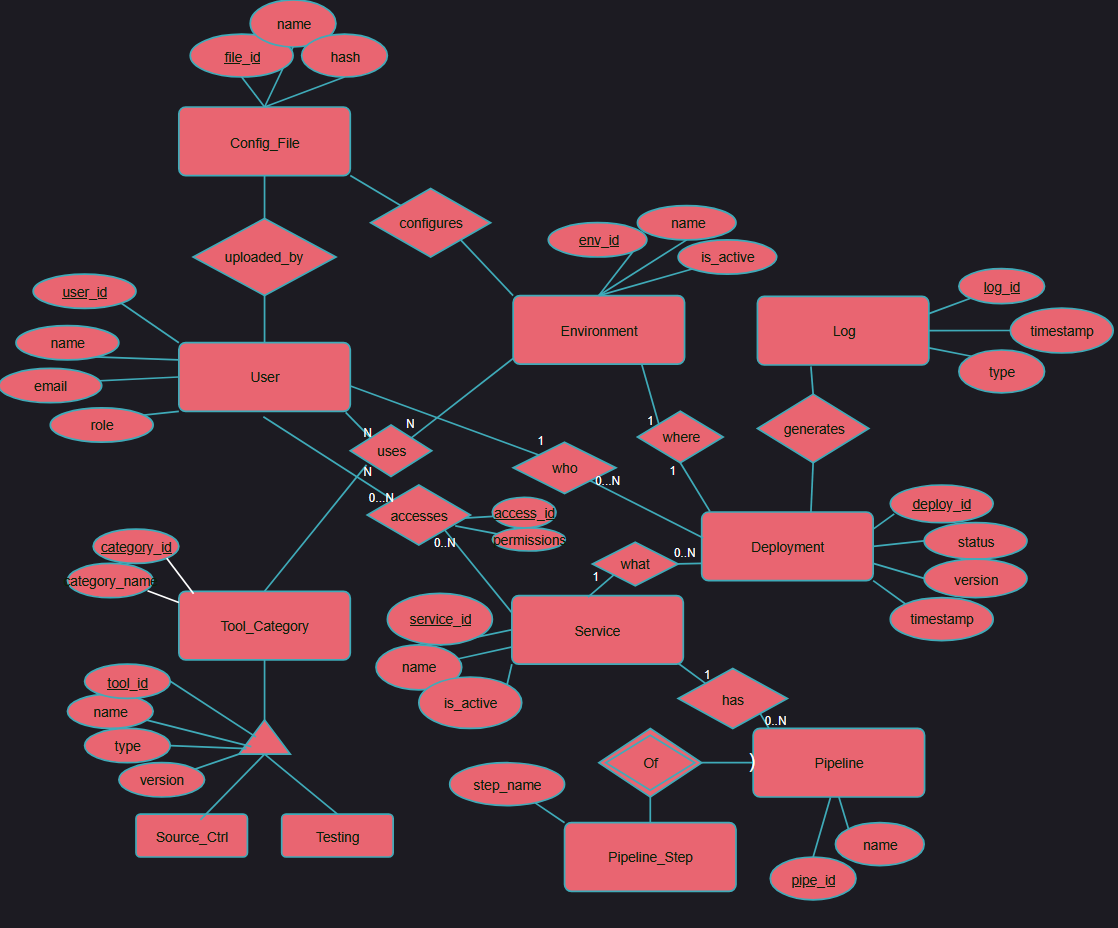 name
file_id
hash
Config_File
configures
uploaded_by
env_id
name
is_active
user_id
name
email
role
User
Environment
Log
log_id
timestamp
type
N
N
uses
N
1
who
0..N
1
where
1
generates
0...N
accesses
0..N
access_id
permissions
what
1
0..N
Deployment
deploy_id
status
version
timestamp
category_id
category_name
Tool_Category
service_id
name
is_active
Service
1
has
0..N
tool_id
name
type
version
Source_Ctrl
Testing
Of
)
Pipeline
step_name
Pipeline_Step
name
pipe_id